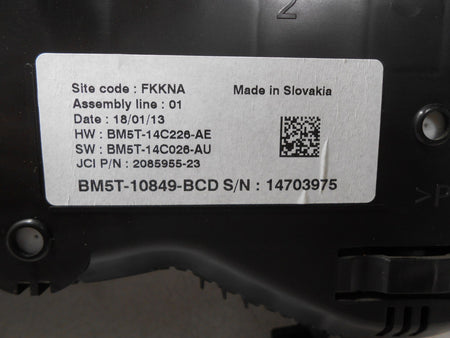 2
Site code : FKKNA Made in Slovakia
Assembly line : 01
Date : 18/01/13
HW : BM5T-14C226-AE
SW : BM5T-14C026-AU
JCI P/N : 2085955-23
BM5T-10849-BCD S/N : 14703975
>P